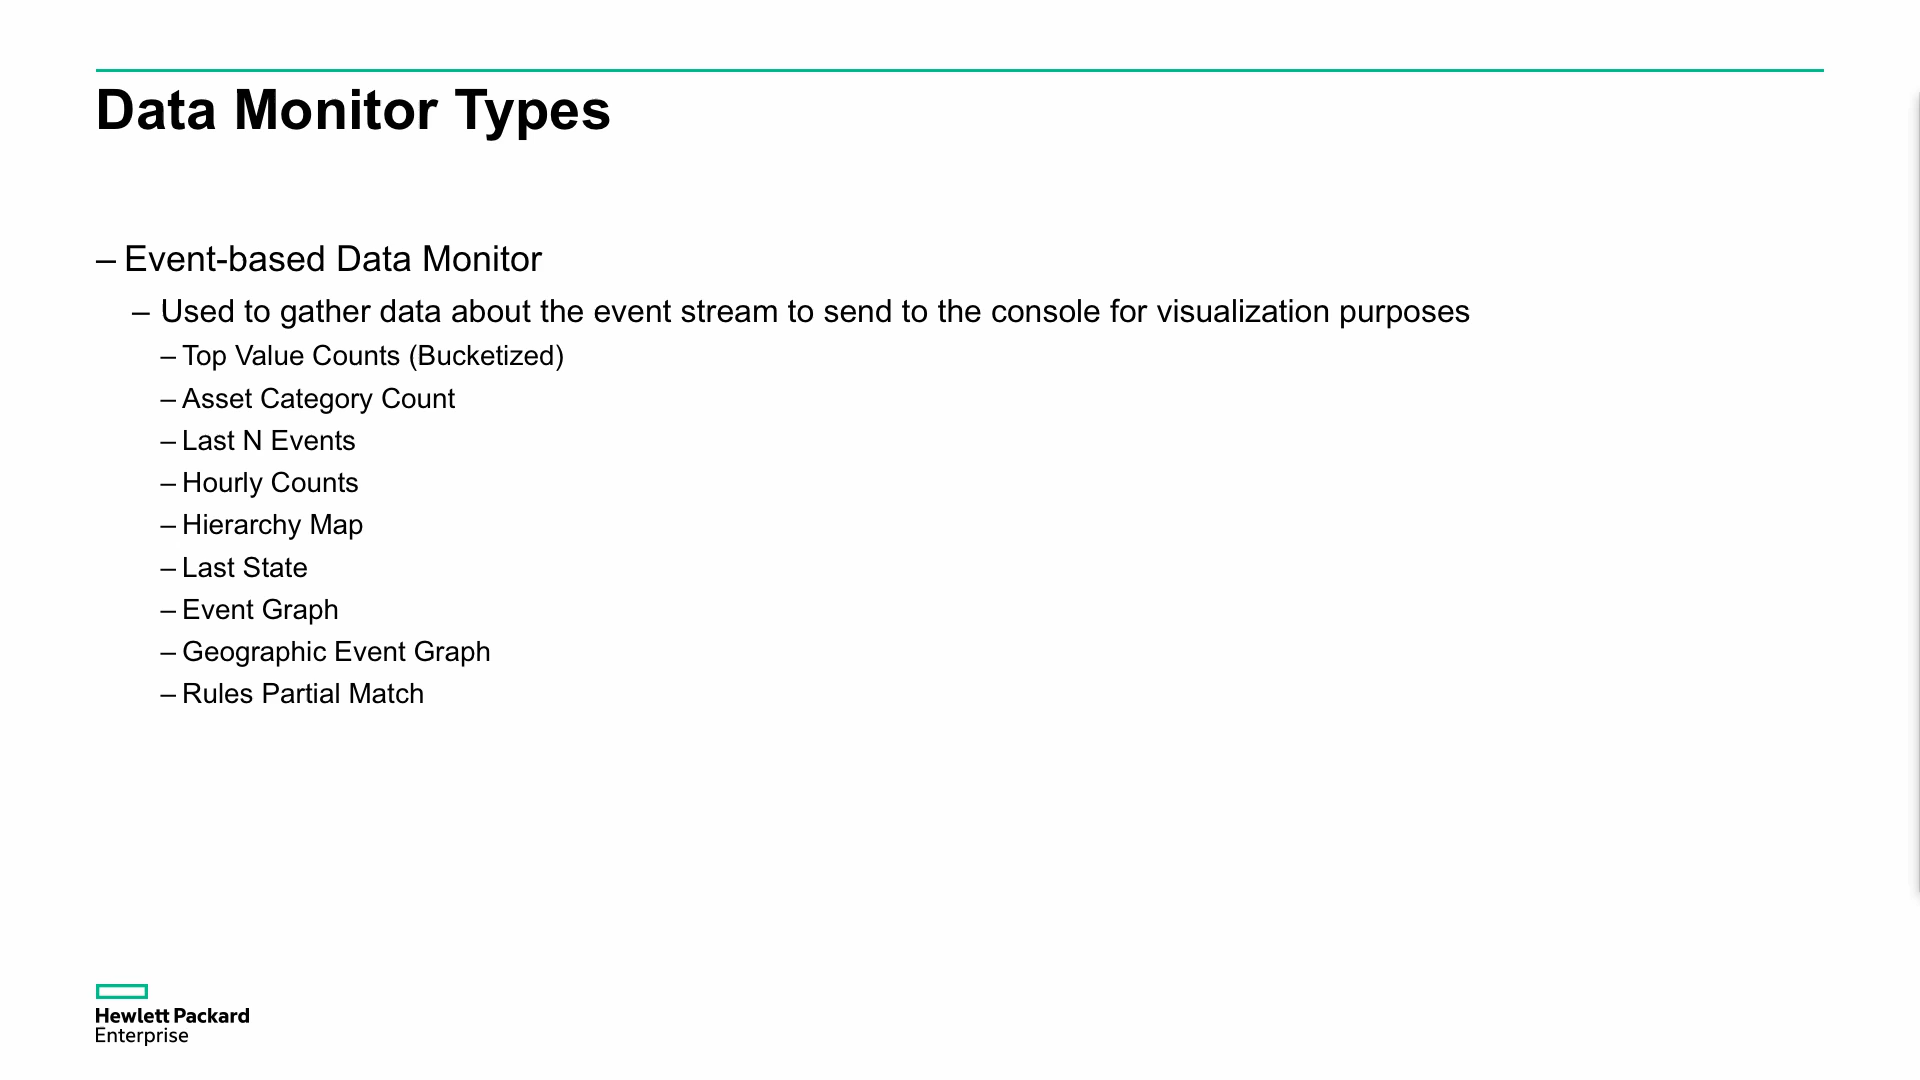 Data Monitor Types
– Event-based Data Monitor
– Used to gather data about the event stream to send to the console for visualization purposes
– Top Value Counts (Bucketized)
– Asset Category Count
– Last N Events
– Hourly Counts
– Hierarchy Map
– Last State
– Event Graph
– Geographic Event Graph
– Rules Partial Match
Hewlett Packard
Enterprise